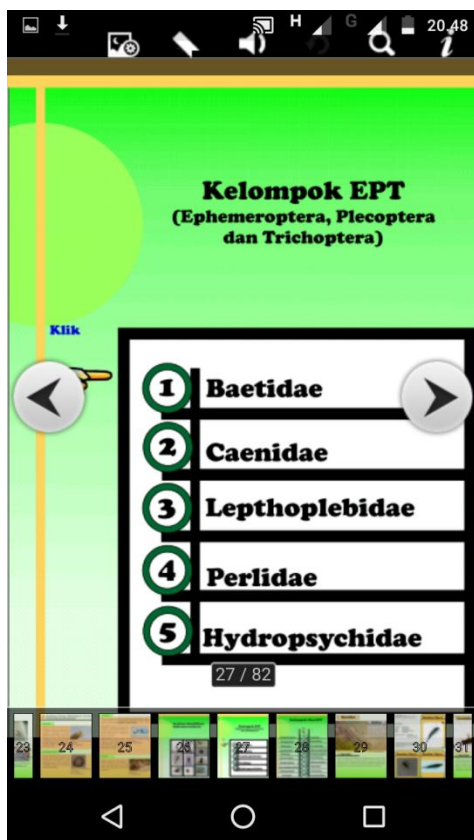 H G 20.48
Kelompok EPT
(Ephemeroptera, Plecoptera
dan Trichoptera)
Klik
1 Baetidae
2 Caenidae
3 Lepthoplebidae
4 Perlidae
5 Hydropsychidae
27 / 82
23 24 25 26 27 28 29 30 31